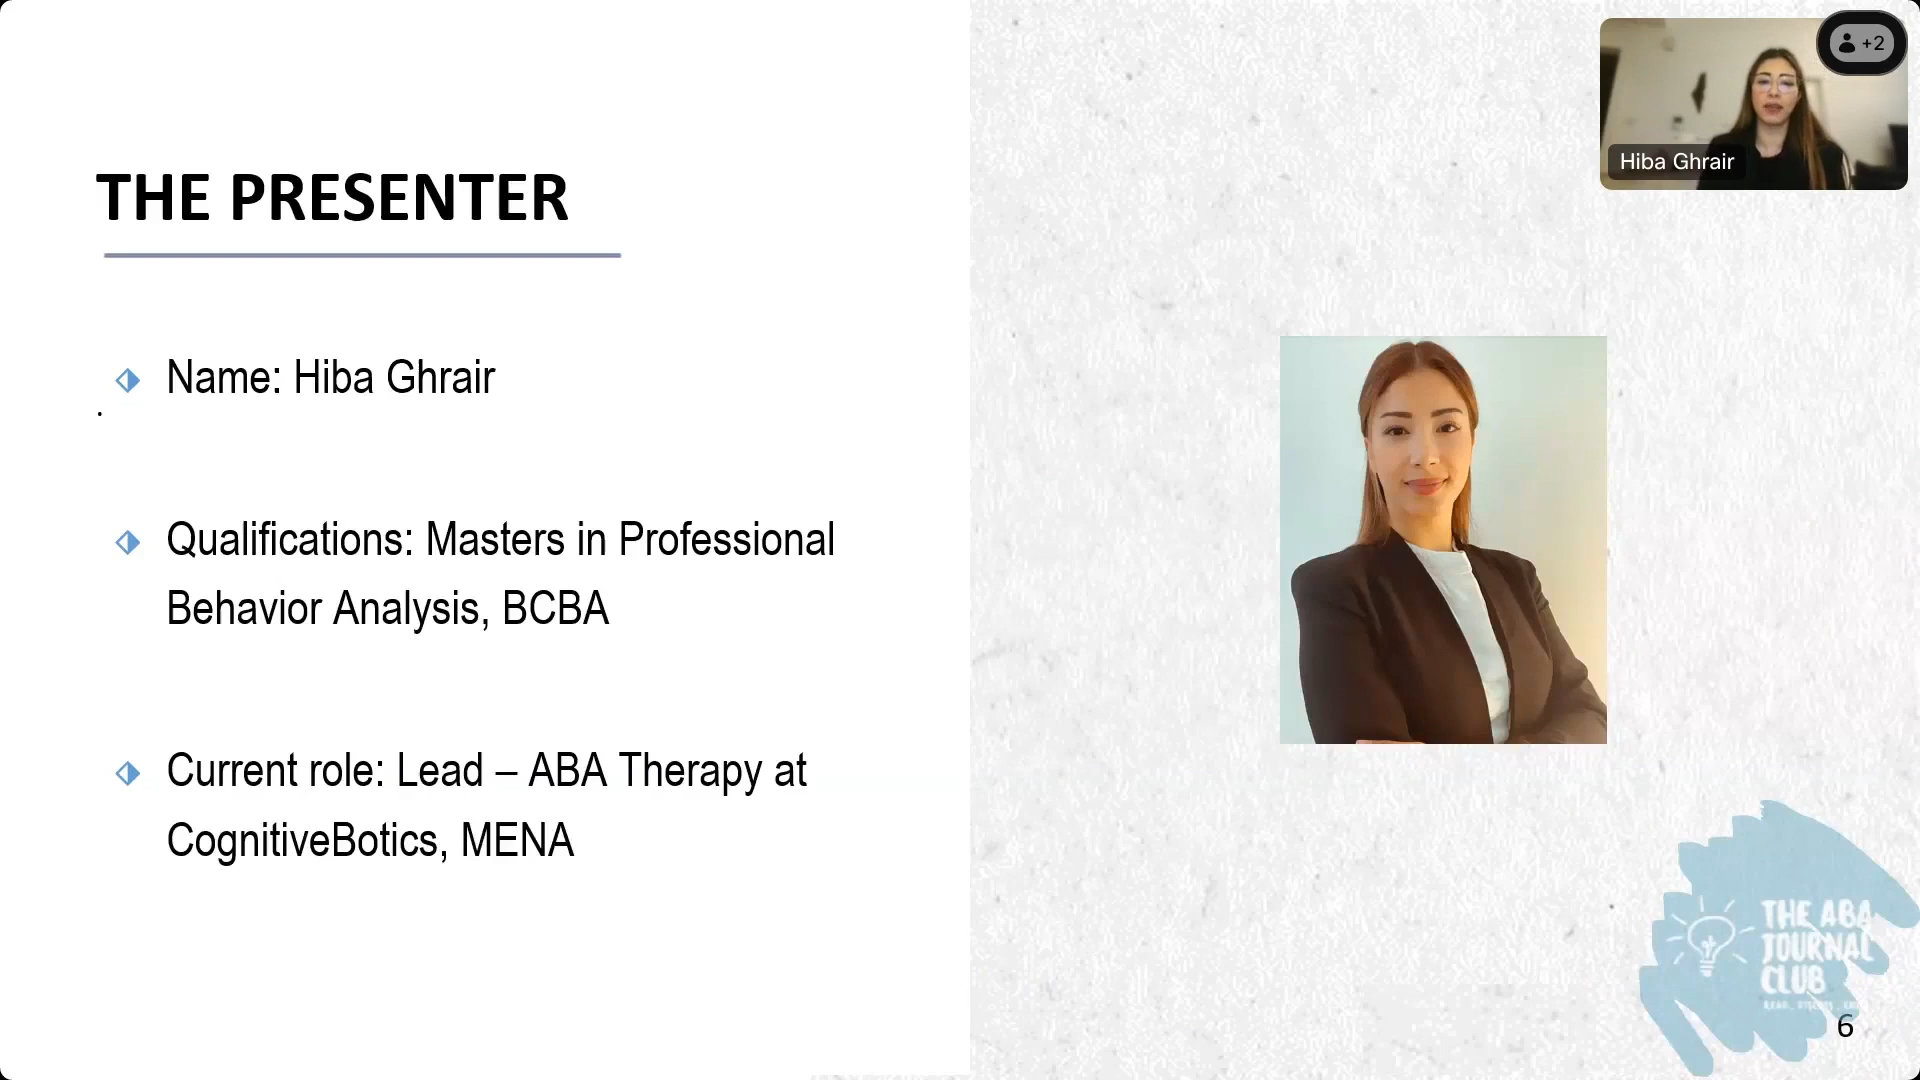 +2
Hiba Ghrair
THE PRESENTER
Name: Hiba Ghrair
.
Qualifications: Masters in Professional
Behavior Analysis, BCBA
Current role: Lead – ABA Therapy at
CognitiveBotics, MENA
THE ABA
JOURNAL
CLUB
READ.
6